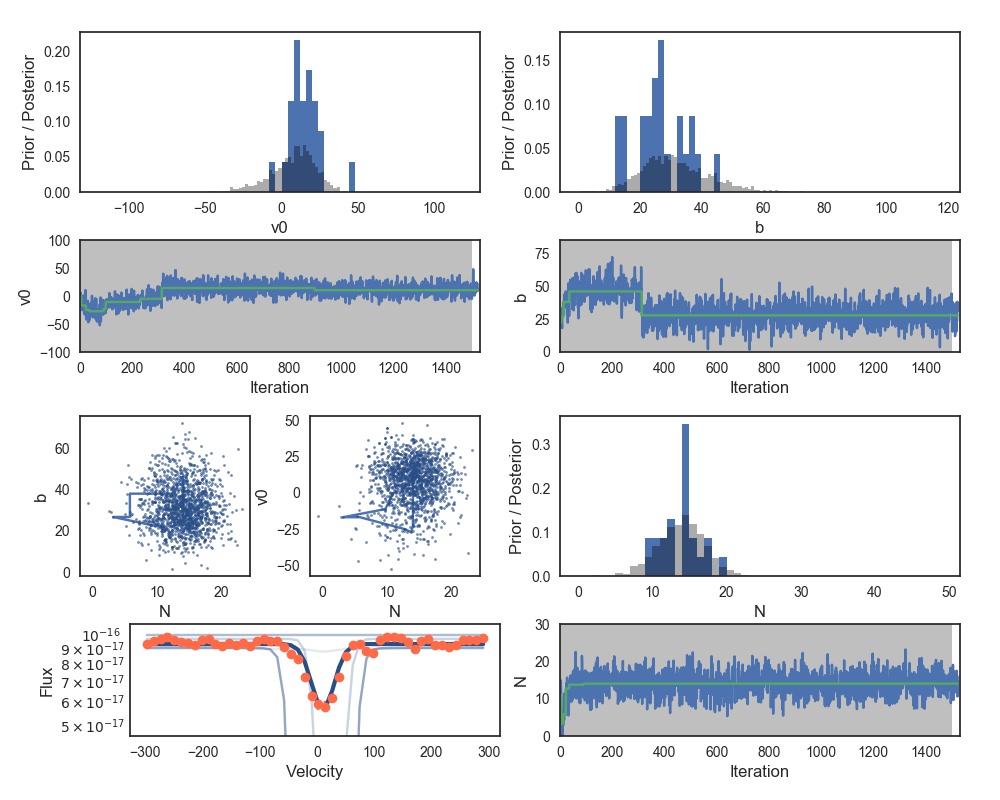 Prior / Posterior
0.20
0.15
0.10
0.05
0.00
−100 −50 0 50 100
v0
Prior / Posterior
0.15
0.10
0.05
0.00
0 20 40 60 80 100 120
b
v0
100
50
0
−50
−100
0 200 400 600 800 1000 1200 1400
Iteration
b
75
50
25
0
0 200 400 600 800 1000 1200 1400
Iteration
b
60
40
20
0
0 10 20
N
v0
50
25
0
−25
−50
0 10 20
N
Prior / Posterior
0.3
0.2
0.1
0.0
0 10 20 30 40 50
N
Flux
10⁻¹⁶
9 × 10⁻¹⁷
8 × 10⁻¹⁷
7 × 10⁻¹⁷
6 × 10⁻¹⁷
5 × 10⁻¹⁷
−300 −200 −100 0 100 200 300
Velocity
N
30
20
10
0
0 200 400 600 800 1000 1200 1400
Iteration